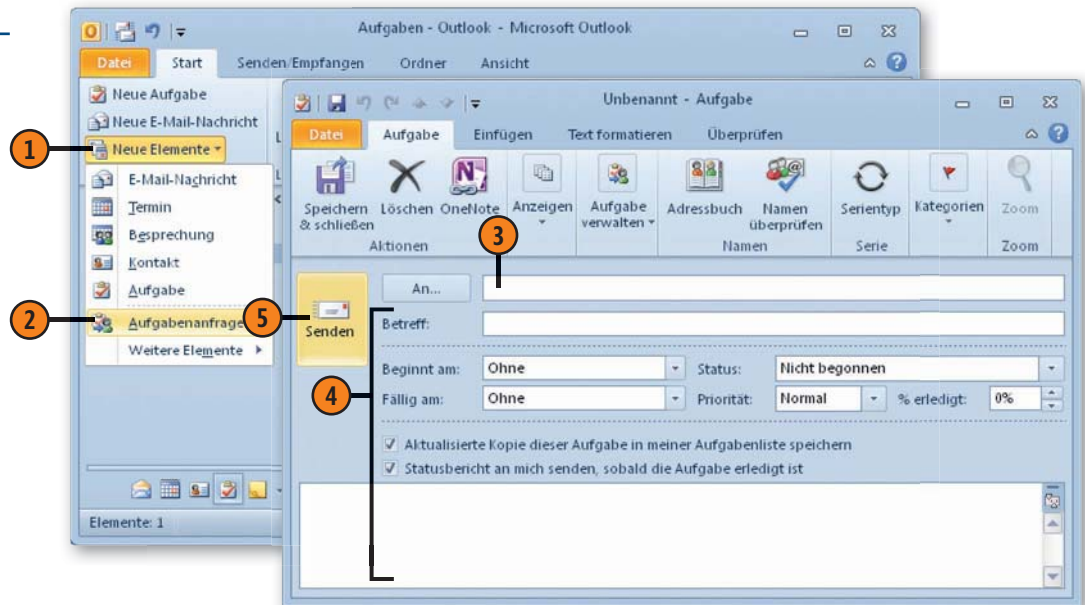 Aufgaben - Outlook - Microsoft Outlook
Datei Start Senden/Empfangen Ordner Ansicht
Neue Aufgabe
Neue E-Mail-Nachricht
1 Neue Elemente
E-Mail-Nachricht
Termin
Besprechung
Kontakt
Aufgabe
2 Aufgabenanfrage
Weitere Elemente
Elemente: 1
Unbenannt - Aufgabe
Datei Aufgabe Einfügen Text formatieren Überprüfen
Speichern & schließen
Löschen
OneNote
Anzeigen
Aufgabe verwalten
Adressbuch
Namen überprüfen
Serientyp
Kategorien
Zoom
Aktionen Namen Serie Zoom
3
An...
5 Senden
Betreff:
4
Beginnt am: Ohne Status: Nicht begonnen
Fällig am: Ohne Priorität: Normal % erledigt: 0%
Aktualisierte Kopie dieser Aufgabe in meiner Aufgabenliste speichern
Statusbericht an mich senden, sobald die Aufgabe erledigt ist